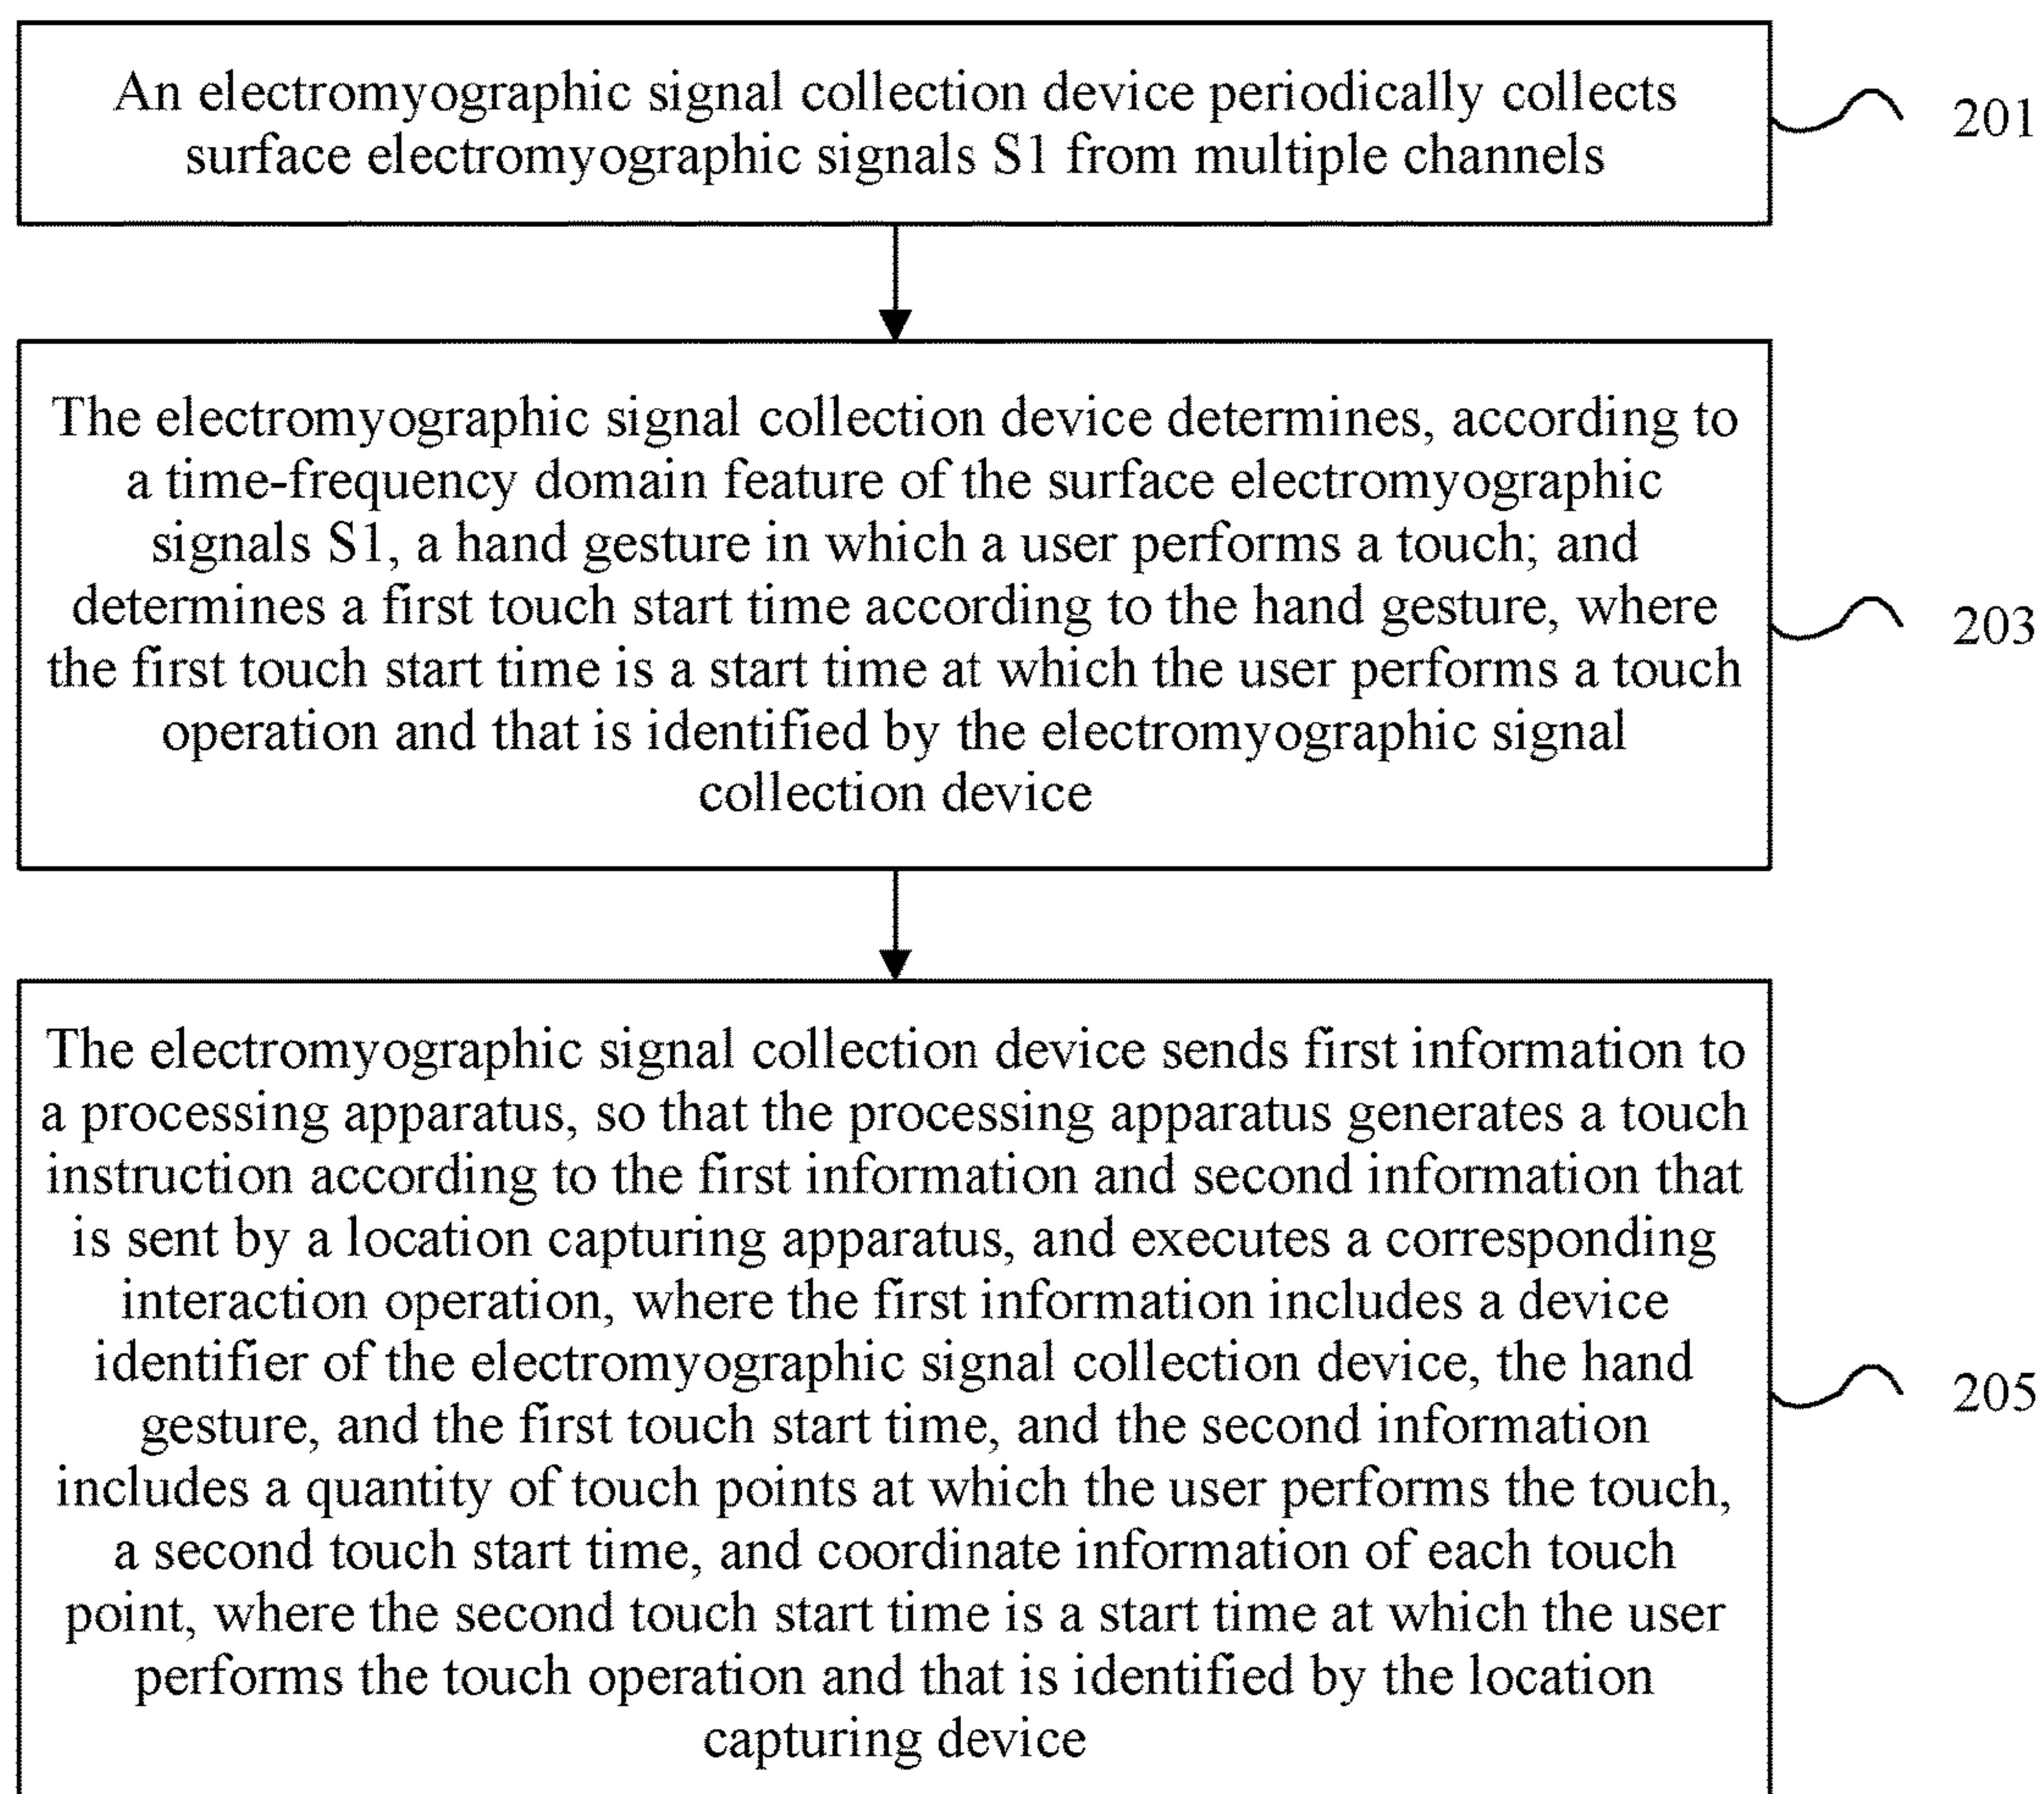 An electromyographic signal collection device periodically collects
surface electromyographic signals S1 from multiple channels
201
The electromyographic signal collection device determines, according to
a time-frequency domain feature of the surface electromyographic
signals S1, a hand gesture in which a user performs a touch; and
determines a first touch start time according to the hand gesture, where
the first touch start time is a start time at which the user performs a touch
operation and that is identified by the electromyographic signal
collection device
203
The electromyographic signal collection device sends first information to
a processing apparatus, so that the processing apparatus generates a touch
instruction according to the first information and second information that
is sent by a location capturing apparatus, and executes a corresponding
interaction operation, where the first information includes a device
identifier of the electromyographic signal collection device, the hand
gesture, and the first touch start time, and the second information
includes a quantity of touch points at which the user performs the touch,
a second touch start time, and coordinate information of each touch
point, where the second touch start time is a start time at which the user
performs the touch operation and that is identified by the location
capturing device
205